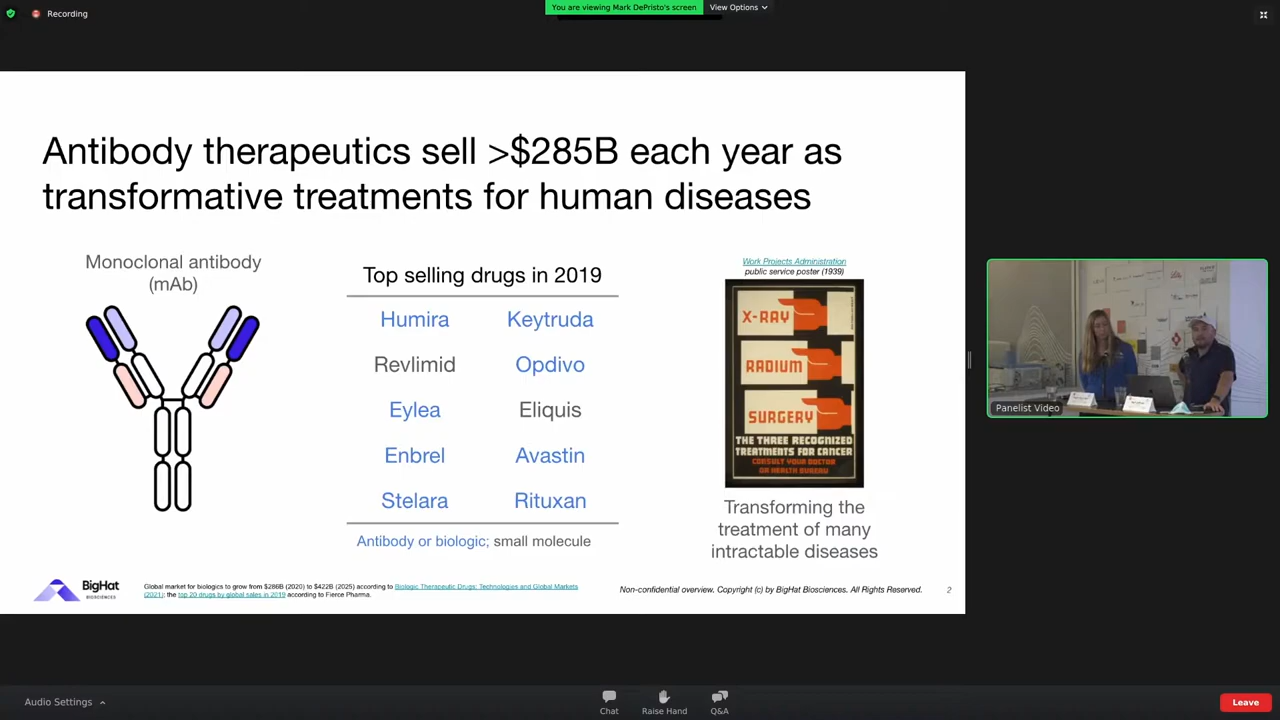 Recording
You are viewing Mark DePristo's screen
View Options
Antibody therapeutics sell >$285B each year as
transformative treatments for human diseases
Monoclonal antibody
(mAb)
Top selling drugs in 2019
Humira Keytruda
Revlimid Opdivo
Eylea Eliquis
Enbrel Avastin
Stelara Rituxan
Antibody or biologic; small molecule
Work Projects Administration
public service poster (1939)
X-RAY
RADIUM
SURGERY
THE THREE RECOGNIZED
TREATMENTS FOR CANCER
CONSULT YOUR DOCTOR
OR HEALTH BUREAU
Transforming the
treatment of many
intractable diseases
BigHat
BIOSCIENCES
Global market for biologics to grow from $286B (2020) to $422B (2025) according to Biologic Therapeutic Drugs: Technologies and Global Markets
(2021); the top 20 drugs by global sales in 2019 according to Fierce Pharma.
Non-confidential overview. Copyright (c) by BigHat Biosciences. All Rights Reserved.
2
Panelist Video
Audio Settings
Chat
Raise Hand
Q&A
Leave